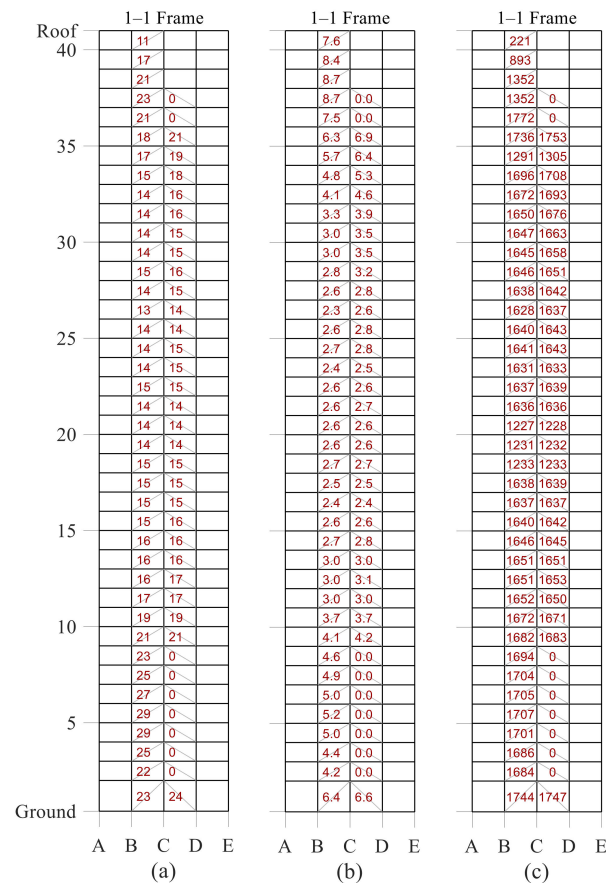 1–1 Frame 1–1 Frame 1–1 Frame
Roof
11 7.6 221
40
17 8.4 893
21 8.7 1352
23 0 8.7 0.0 1352 0
21 0 7.5 0.0 1772 0
18 21 6.3 6.9 1736 1753
35
17 19 5.7 6.4 1291 1305
15 18 4.8 5.3 1696 1708
14 16 4.1 4.6 1672 1693
14 16 3.3 3.9 1650 1676
14 15 3.0 3.5 1647 1663
30
14 15 3.0 3.5 1645 1658
15 16 2.8 3.2 1646 1651
14 15 2.6 2.8 1638 1642
13 14 2.3 2.6 1628 1637
14 14 2.6 2.8 1640 1643
25
14 15 2.7 2.8 1641 1643
14 15 2.4 2.5 1631 1633
15 15 2.6 2.6 1637 1639
14 14 2.6 2.7 1636 1636
14 14 2.6 2.6 1227 1228
20
14 14 2.6 2.6 1231 1232
15 15 2.7 2.7 1233 1233
15 15 2.5 2.5 1638 1639
15 15 2.4 2.4 1637 1637
15 16 2.6 2.6 1640 1642
15
16 16 2.7 2.8 1646 1645
16 16 3.0 3.0 1651 1651
16 17 3.0 3.1 1651 1653
17 17 3.0 3.0 1652 1650
19 19 3.7 3.7 1672 1671
10
21 21 4.1 4.2 1682 1683
23 0 4.6 0.0 1694 0
25 0 4.9 0.0 1704 0
27 0 5.0 0.0 1705 0
29 0 5.2 0.0 1707 0
5
29 0 5.0 0.0 1701 0
25 0 4.4 0.0 1686 0
22 0 4.2 0.0 1684 0
23 24 6.4 6.6 1744 1747
Ground
A B C D E A B C D E A B C D E
(a) (b) (c)